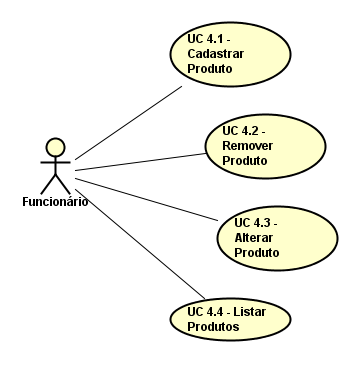 UC 4.1 -
Cadastrar
Produto
UC 4.2 -
Remover
Produto
Funcionário
UC 4.3 -
Alterar
Produto
UC 4.4 - Listar
Produtos